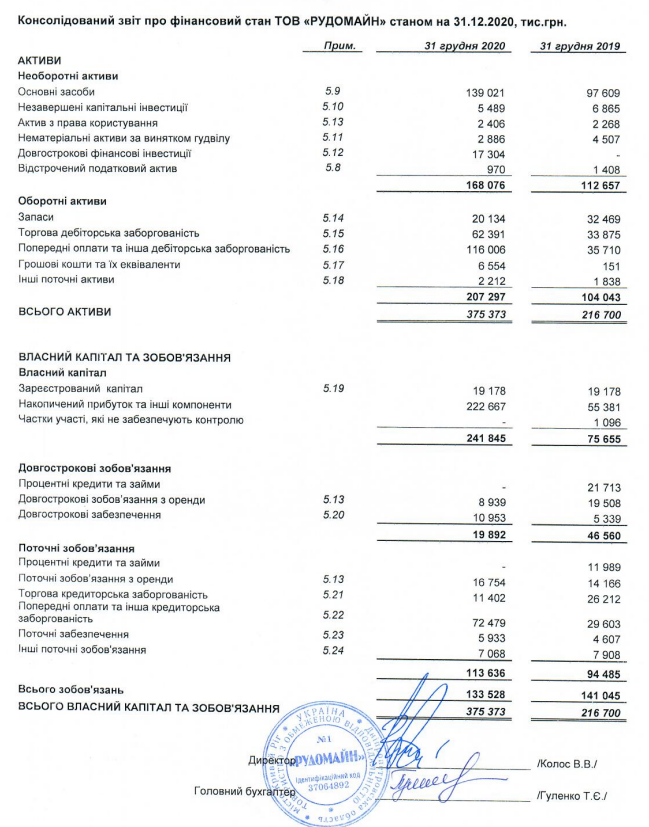 Консолідований звіт про фінансовий стан ТОВ «РУДОМАЙН» станом на 31.12.2020, тис.грн.
Прим. 31 грудня 2020 31 грудня 2019
АКТИВИ
Необоротні активи
Основні засоби 5.9 139 021 97 609
Незавершені капітальні інвестиції 5.10 5 489 6 865
Актив з права користування 5.13 2 406 2 268
Нематеріальні активи за винятком гудвілу 5.11 2 886 4 507
Довгострокові фінансові інвестиції 5.12 17 304 -
Відстрочений податковий актив 5.8 970 1 408
168 076 112 657
Оборотні активи
Запаси 5.14 20 134 32 469
Торгова дебіторська заборгованість 5.15 62 391 33 875
Попередні оплати та інша дебіторська заборгованість 5.16 116 006 35 710
Грошові кошти та їх еквіваленти 5.17 6 554 151
Інші поточні активи 5.18 2 212 1 838
207 297 104 043
ВСЬОГО АКТИВИ 375 373 216 700
ВЛАСНИЙ КАПІТАЛ ТА ЗОБОВ'ЯЗАННЯ
Власний капітал
Зареєстрований капітал 5.19 19 178 19 178
Накопичений прибуток та інші компоненти 222 667 55 381
Частки участі, які не забезпечують контролю - 1 096
241 845 75 655
Довгострокові зобов'язання
Процентні кредити та займи - 21 713
Довгострокові зобов'язання з оренди 5.13 8 939 19 508
Довгострокові забезпечення 5.20 10 953 5 339
19 892 46 560
Поточні зобов'язання
Процентні кредити та займи - 11 989
Поточні зобов'язання з оренди 5.13 16 754 14 166
Торгова кредиторська заборгованість 5.21 11 402 26 212
Попередні оплати та інша кредиторська
заборгованість 5.22 72 479 29 603
Поточні забезпечення 5.23 5 933 4 607
Інші поточні зобов'язання 5.24 7 068 7 908
113 636 94 485
Всього зобов'язань 133 528 141 045
ВСЬОГО ВЛАСНИЙ КАПІТАЛ ТА ЗОБОВ'ЯЗАННЯ 375 373 216 700
УКРАЇНА
№1
Директор «РУДОМАЙН» /Колос В.В./
Ідентифікаційний код
37064892
Головний бухгалтер /Гуленко Т.Є./